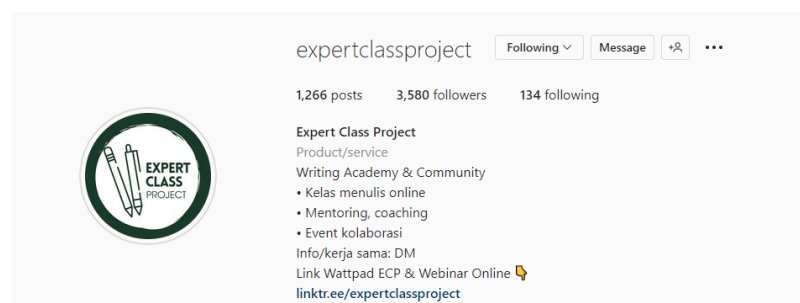 expertclassproject Following Message
1,266 posts 3,580 followers 134 following
Expert Class Project
Product/service
Writing Academy & Community
• Kelas menulis online
• Mentoring, coaching
• Event kolaborasi
Info/kerja sama: DM
Link Wattpad ECP & Webinar Online 👇
linktr.ee/expertclassproject
EXPERT
CLASS
PROJECT